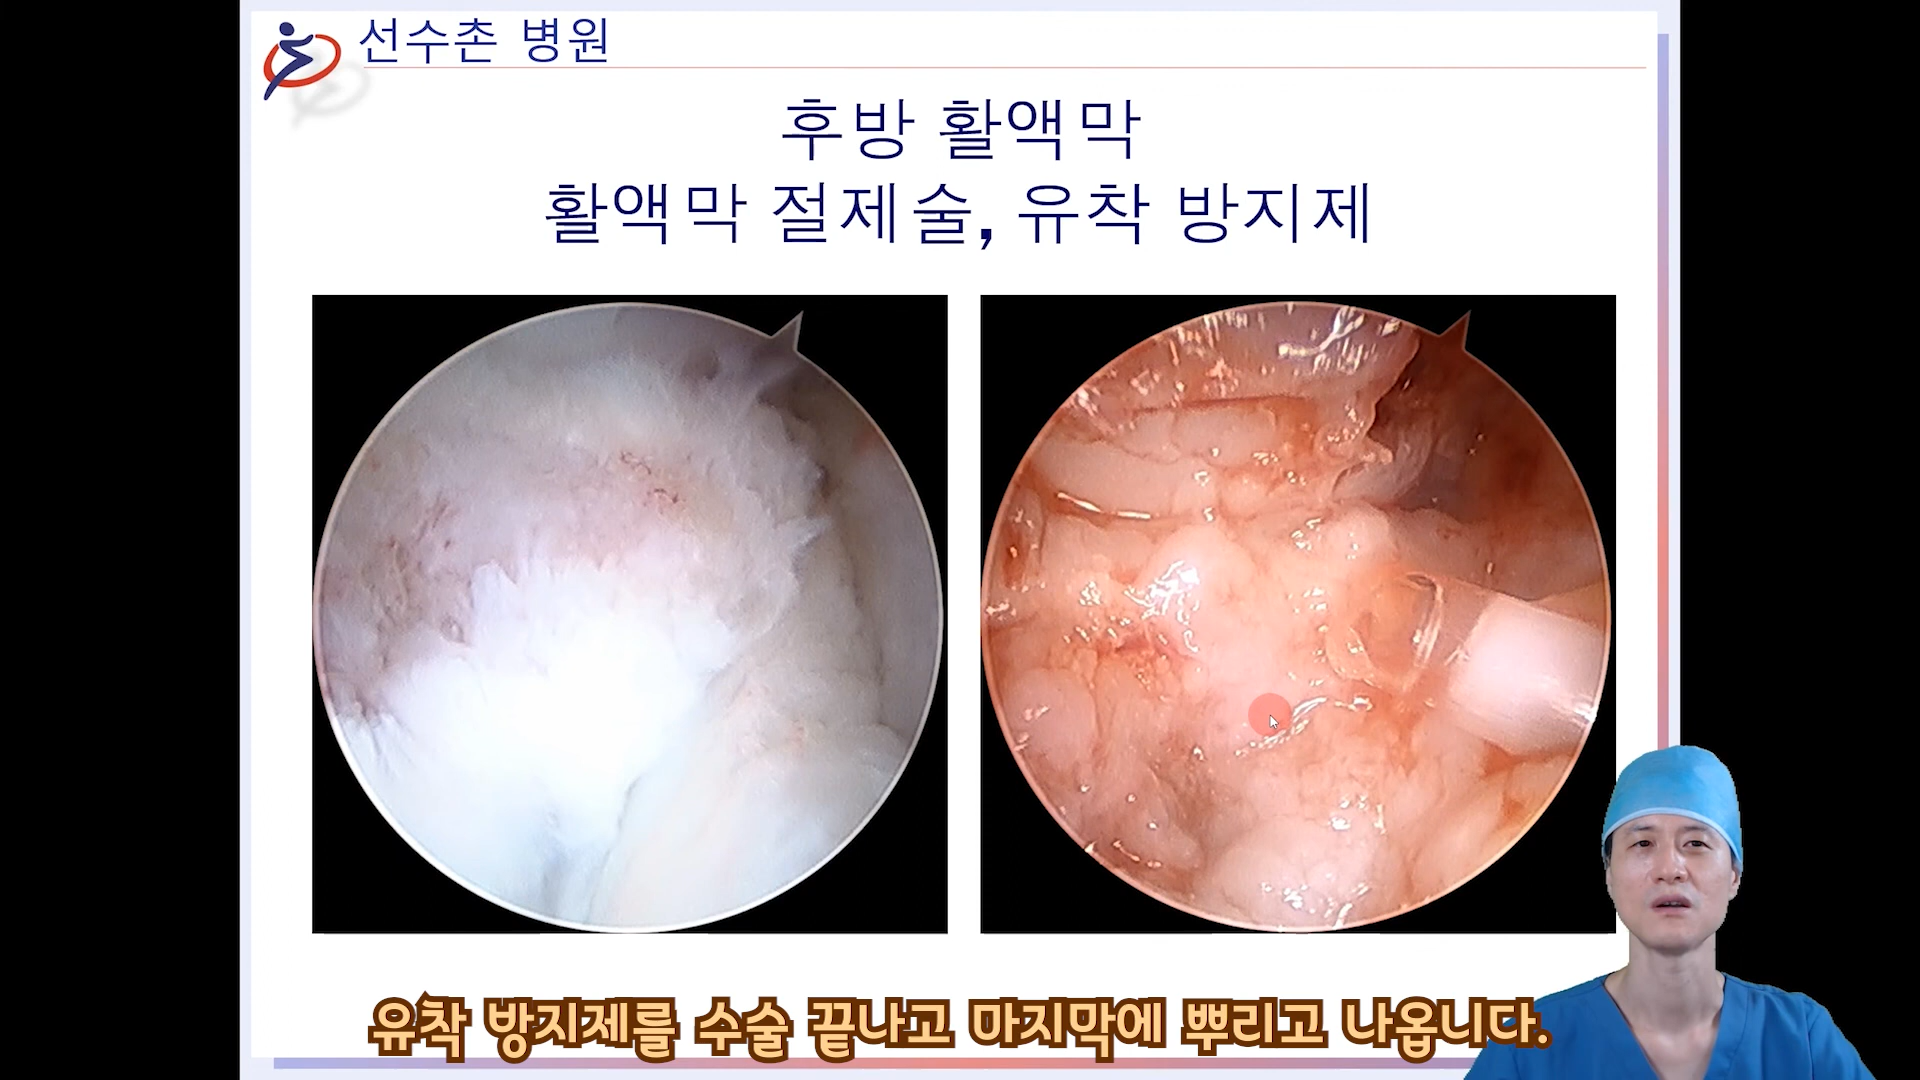 선수촌 병원
후방 활액막
활액막 절제술, 유착 방지제
유착 방지제를 수술 끝나고 마지막에 뿌리고 나옵니다.